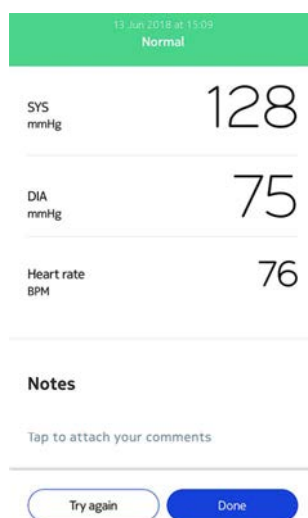 13 Jun 2018 at 15:09
Normal
SYS
mmHg
128
DIA
mmHg
75
Heart rate
BPM
76
Notes
Tap to attach your comments
Try again
Done